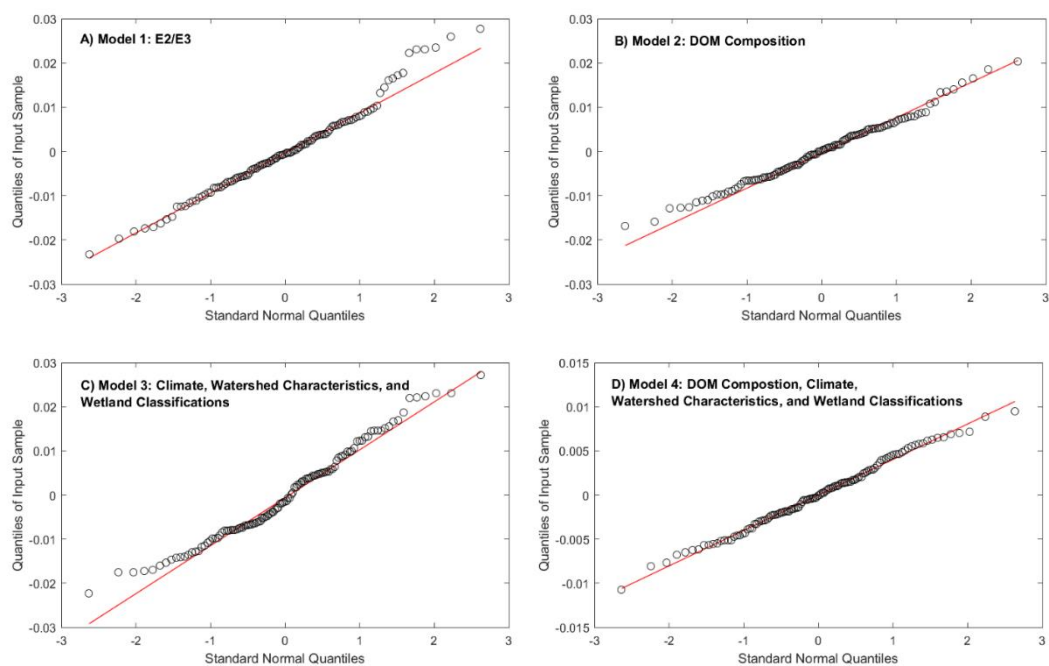 A) Model 1: E2/E3
0.03
0.02
0.01
0
-0.01
-0.02
-0.03
Quantiles of Input Sample
-3 -2 -1 0 1 2 3
Standard Normal Quantiles
B) Model 2: DOM Composition
0.03
0.02
0.01
0
-0.01
-0.02
-0.03
Quantiles of Input Sample
-3 -2 -1 0 1 2 3
Standard Normal Quantiles
C) Model 3: Climate, Watershed Characteristics, and
Wetland Classifications
0.03
0.02
0.01
0
-0.01
-0.02
-0.03
Quantiles of Input Sample
-3 -2 -1 0 1 2 3
Standard Normal Quantiles
D) Model 4: DOM Compostion, Climate,
Watershed Characteristics, and Wetland Classifications
0.015
0.01
0.005
0
-0.005
-0.01
-0.015
Quantiles of Input Sample
-3 -2 -1 0 1 2 3
Standard Normal Quantiles